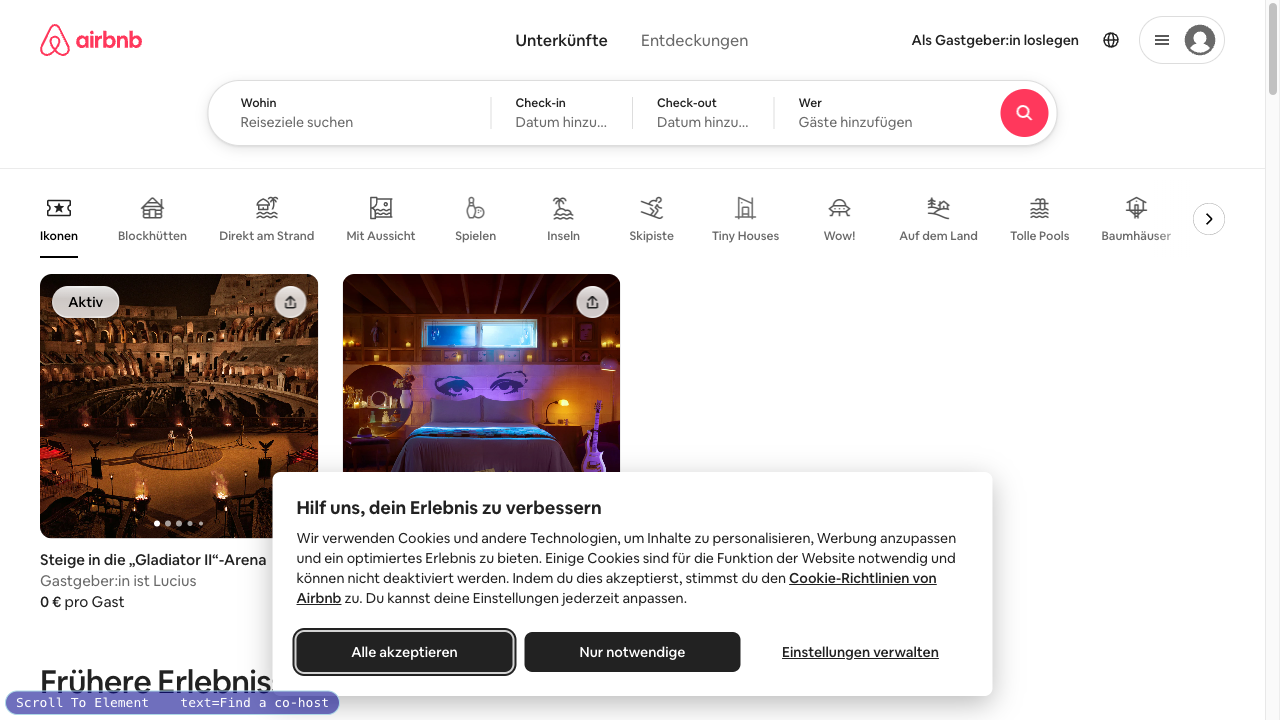 airbnb
Unterkünfte
Entdeckungen
Als Gastgeber:in loslegen
Wohin
Reiseziele suchen
Check-in
Datum hinzu...
Check-out
Datum hinzu...
Wer
Gäste hinzufügen
Ikonen
Blockhütten
Direkt am Strand
Mit Aussicht
Spielen
Inseln
Skipiste
Tiny Houses
Wow!
Auf dem Land
Tolle Pools
Baumhäuser
Aktiv
Steige in die „Gladiator II“-Arena
Gastgeber:in ist Lucius
0 € pro Gast
Hilf uns, dein Erlebnis zu verbessern
Wir verwenden Cookies und andere Technologien, um Inhalte zu personalisieren, Werbung anzupassen
und ein optimiertes Erlebnis zu bieten. Einige Cookies sind für die Funktion der Website notwendig und
können nicht deaktiviert werden. Indem du dies akzeptierst, stimmst du den Cookie-Richtlinien von
Airbnb zu. Du kannst deine Einstellungen jederzeit anpassen.
Alle akzeptieren
Nur notwendige
Einstellungen verwalten
Frühere Erlebnis
Scroll To Element text=Find a co-host